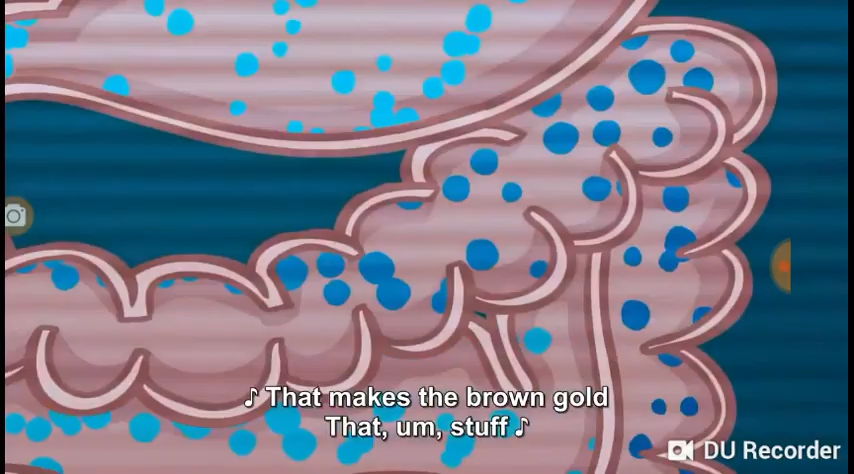 ♪ That makes the brown gold
That, um, stuff ♪
DU Recorder